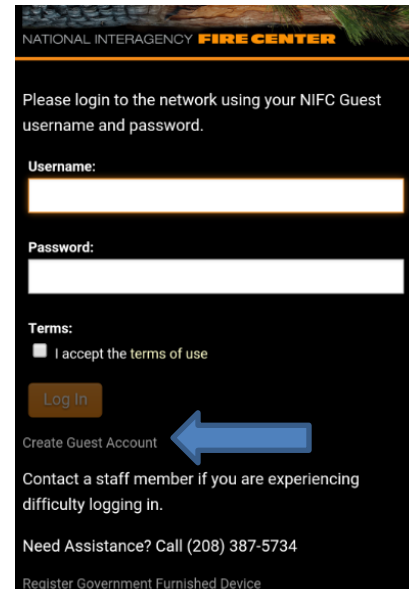 NATIONAL INTERAGENCY FIRE CENTER
Please login to the network using your NIFC Guest
username and password.
Username:
Password:
Terms:
I accept the terms of use
Log In
Create Guest Account
Contact a staff member if you are experiencing
difficulty logging in.
Need Assistance? Call (208) 387-5734
Register Government Furnished Device